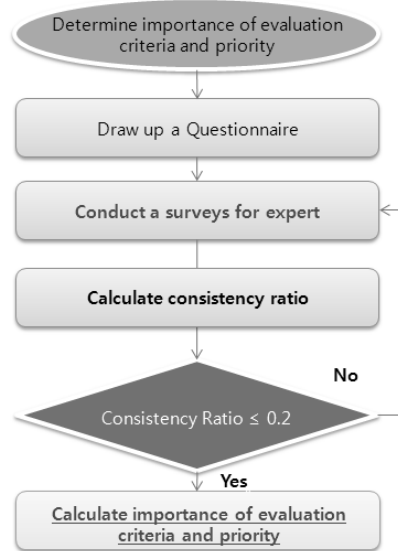 Determine importance of evaluation
criteria and priority
Draw up a Questionnaire
Conduct a surveys for expert
Calculate consistency ratio
No
Consistency Ratio ≤ 0.2
Yes
Calculate importance of evaluation
criteria and priority